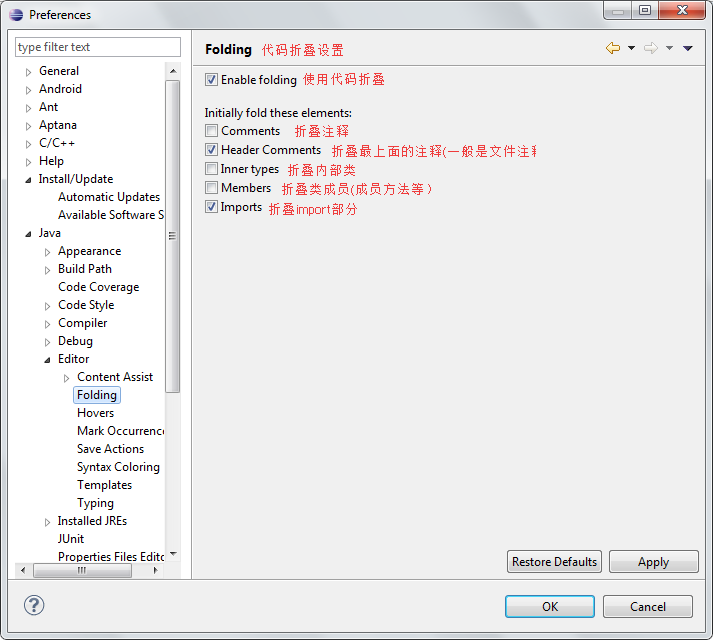 Preferences
type filter text
General
Android
Ant
Aptana
C/C++
Help
Install/Update
Automatic Updates
Available Software S
Java
Appearance
Build Path
Code Coverage
Code Style
Compiler
Debug
Editor
Content Assist
Folding
Hovers
Mark Occurrenc
Save Actions
Syntax Coloring
Templates
Typing
Installed JREs
JUnit
Properties Files Edito
Folding 代码折叠设置
Enable folding 使用代码折叠
Initially fold these elements:
Comments 折叠注释
Header Comments 折叠最上面的注释(一般是文件注释
Inner types 折叠内部类
Members 折叠类成员(成员方法等）
Imports 折叠import部分
Restore Defaults Apply
? OK Cancel